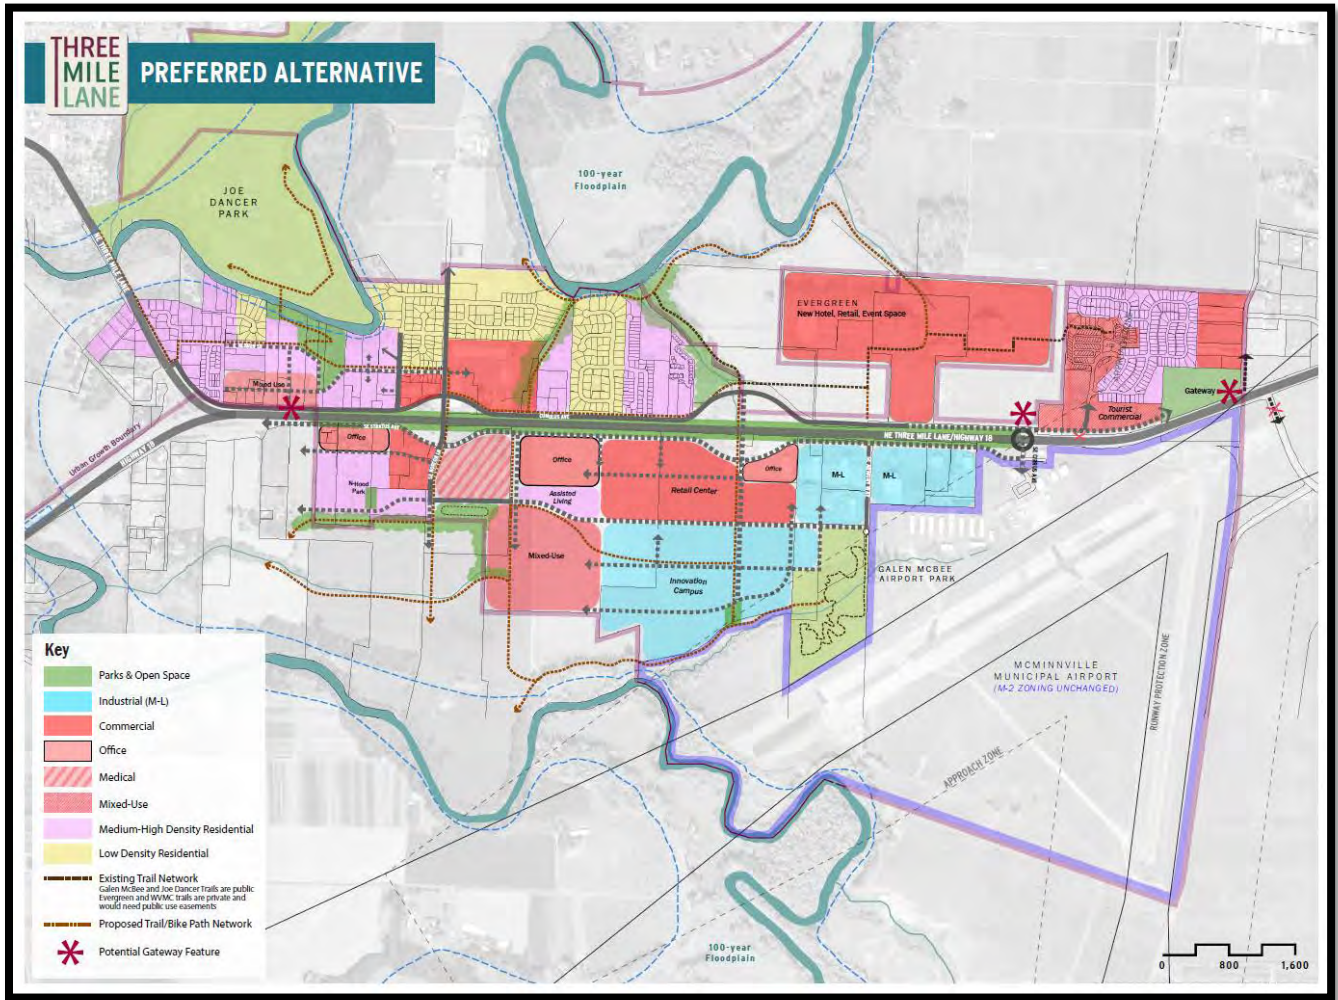 THREE
MILE
LANE
PREFERRED ALTERNATIVE
JOE
DANCER
PARK
100-year
Floodplain
EVERGREEN
New Hotel, Retail, Event Space
Mixed Use
Gateway
Tourist
Commercial
NE THREE MILE LANE/HIGHWAY 18
Urban Growth Boundary
HIGHWAY 18
Office
Office
Office
N-Hood
Park
Assisted
Living
Retail Center
M-L
M-L
Mixed-Use
Innovation
Campus
GALEN MCBEE
AIRPORT PARK
MCMINNVILLE
MUNICIPAL AIRPORT
(M-2 ZONING UNCHANGED)
RUNWAY PROTECTION ZONE
APPROACH ZONE
100-year
Floodplain
Key
Parks & Open Space
Industrial (M-L)
Commercial
Office
Medical
Mixed-Use
Medium-High Density Residential
Low Density Residential
Existing Trail Network
Galen McBee and Joe Dancer Trails are public
Evergreen and WVMC trails are private and
would need public use easements
Proposed Trail/Bike Path Network
Potential Gateway Feature
0 800 1,600